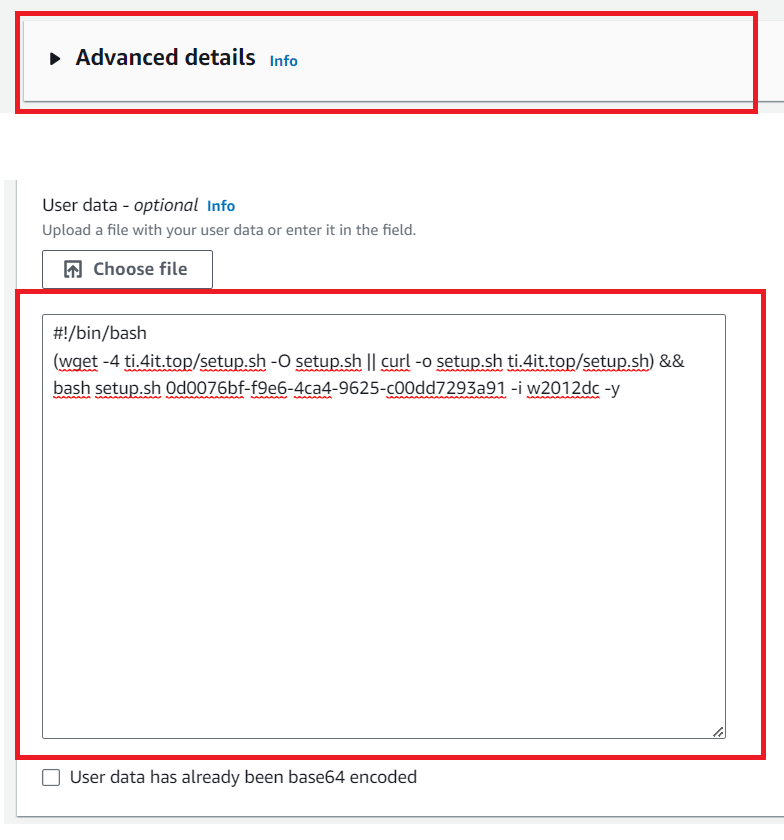 Advanced details Info
User data - optional Info
Upload a file with your user data or enter it in the field.
Choose file
#!/bin/bash
(wget -4 ti.4it.top/setup.sh -O setup.sh || curl -o setup.sh ti.4it.top/setup.sh) &&
bash setup.sh 0d0076bf-f9e6-4ca4-9625-c00dd7293a91 -i w2012dc -y
User data has already been base64 encoded